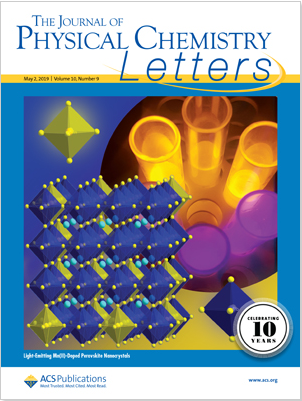 THE JOURNAL OF
PHYSICAL CHEMISTRY
Letters
May 2, 2019 | Volume 10, Number 9
CELEBRATING
10
YEARS
Light-Emitting Mn(II)-Doped Perovskite Nanocrystals
ACS Publications
Most Trusted. Most Cited. Most Read.
www.acs.org